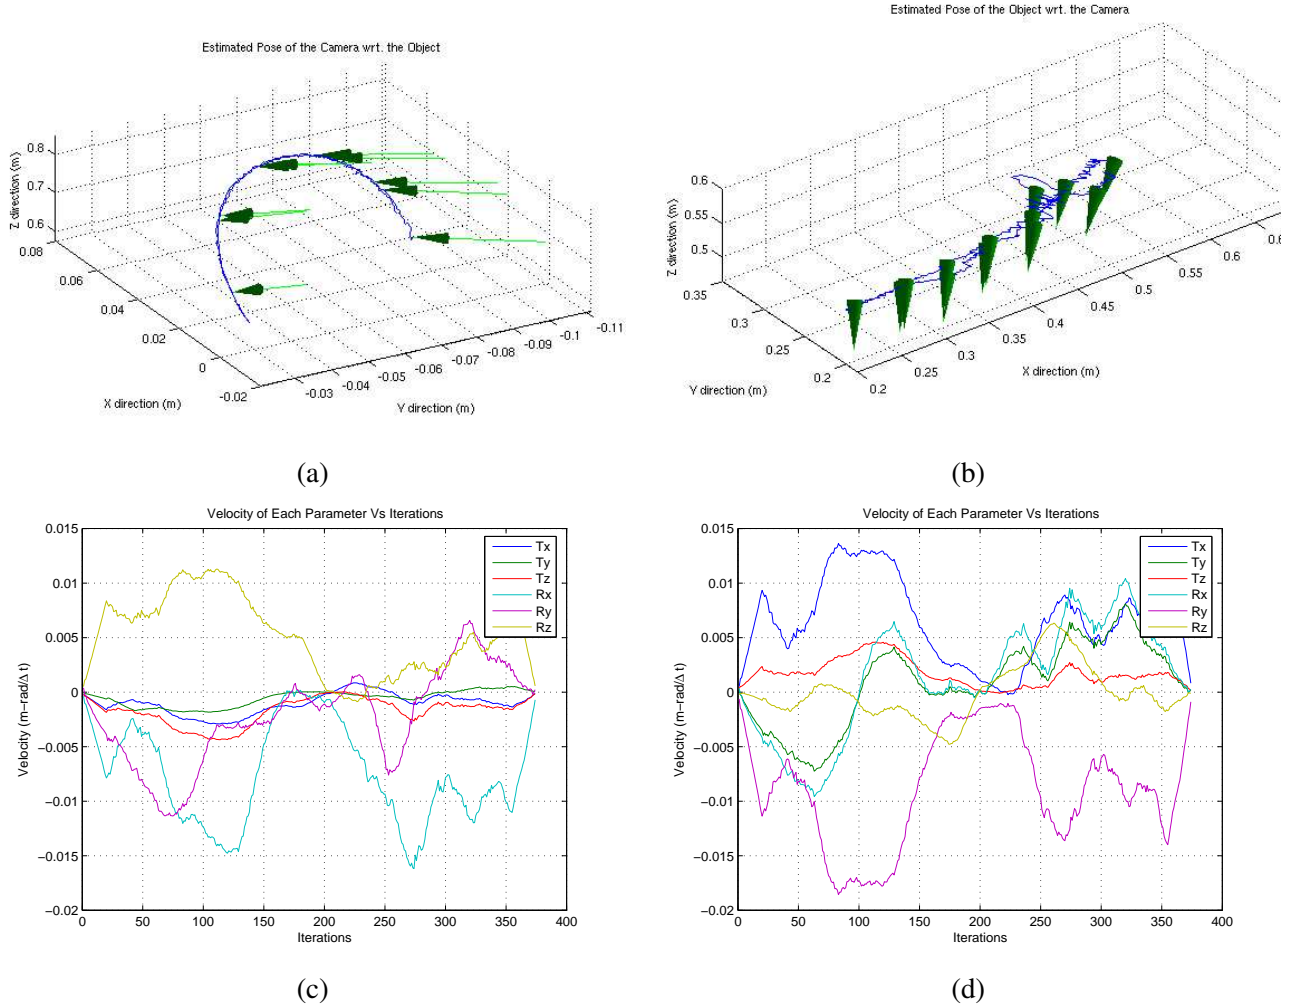 Estimated Pose of the Camera wrt. the Object
Z direction (m)
0.8
0.7
0.6
0.08
0.06
0.04
0.02
0
-0.02
X direction (m)
-0.03
-0.04
-0.05
-0.06
-0.07
-0.08
-0.09
-0.1
-0.11
Y direction (m)
(a)
Estimated Pose of the Object wrt. the Camera
Z direction (m)
0.6
0.55
0.5
0.35
0.3
0.25
0.2
Y direction (m)
0.2
0.25
0.3
0.35
0.4
0.45
0.5
0.55
0.6
X direction (m)
(b)
Velocity of Each Parameter Vs Iterations
Velocity (m−rad/Δ t)
0.015
0.01
0.005
0
−0.005
−0.01
−0.015
−0.02
Tx
Ty
Tz
Rx
Ry
Rz
0 50 100 150 200 250 300 350 400
Iterations
(c)
Velocity of Each Parameter Vs Iterations
Velocity (m−rad/Δ t)
0.015
0.01
0.005
0
−0.005
−0.01
−0.015
−0.02
Tx
Ty
Tz
Rx
Ry
Rz
0 50 100 150 200 250 300 350 400
Iterations
(d)